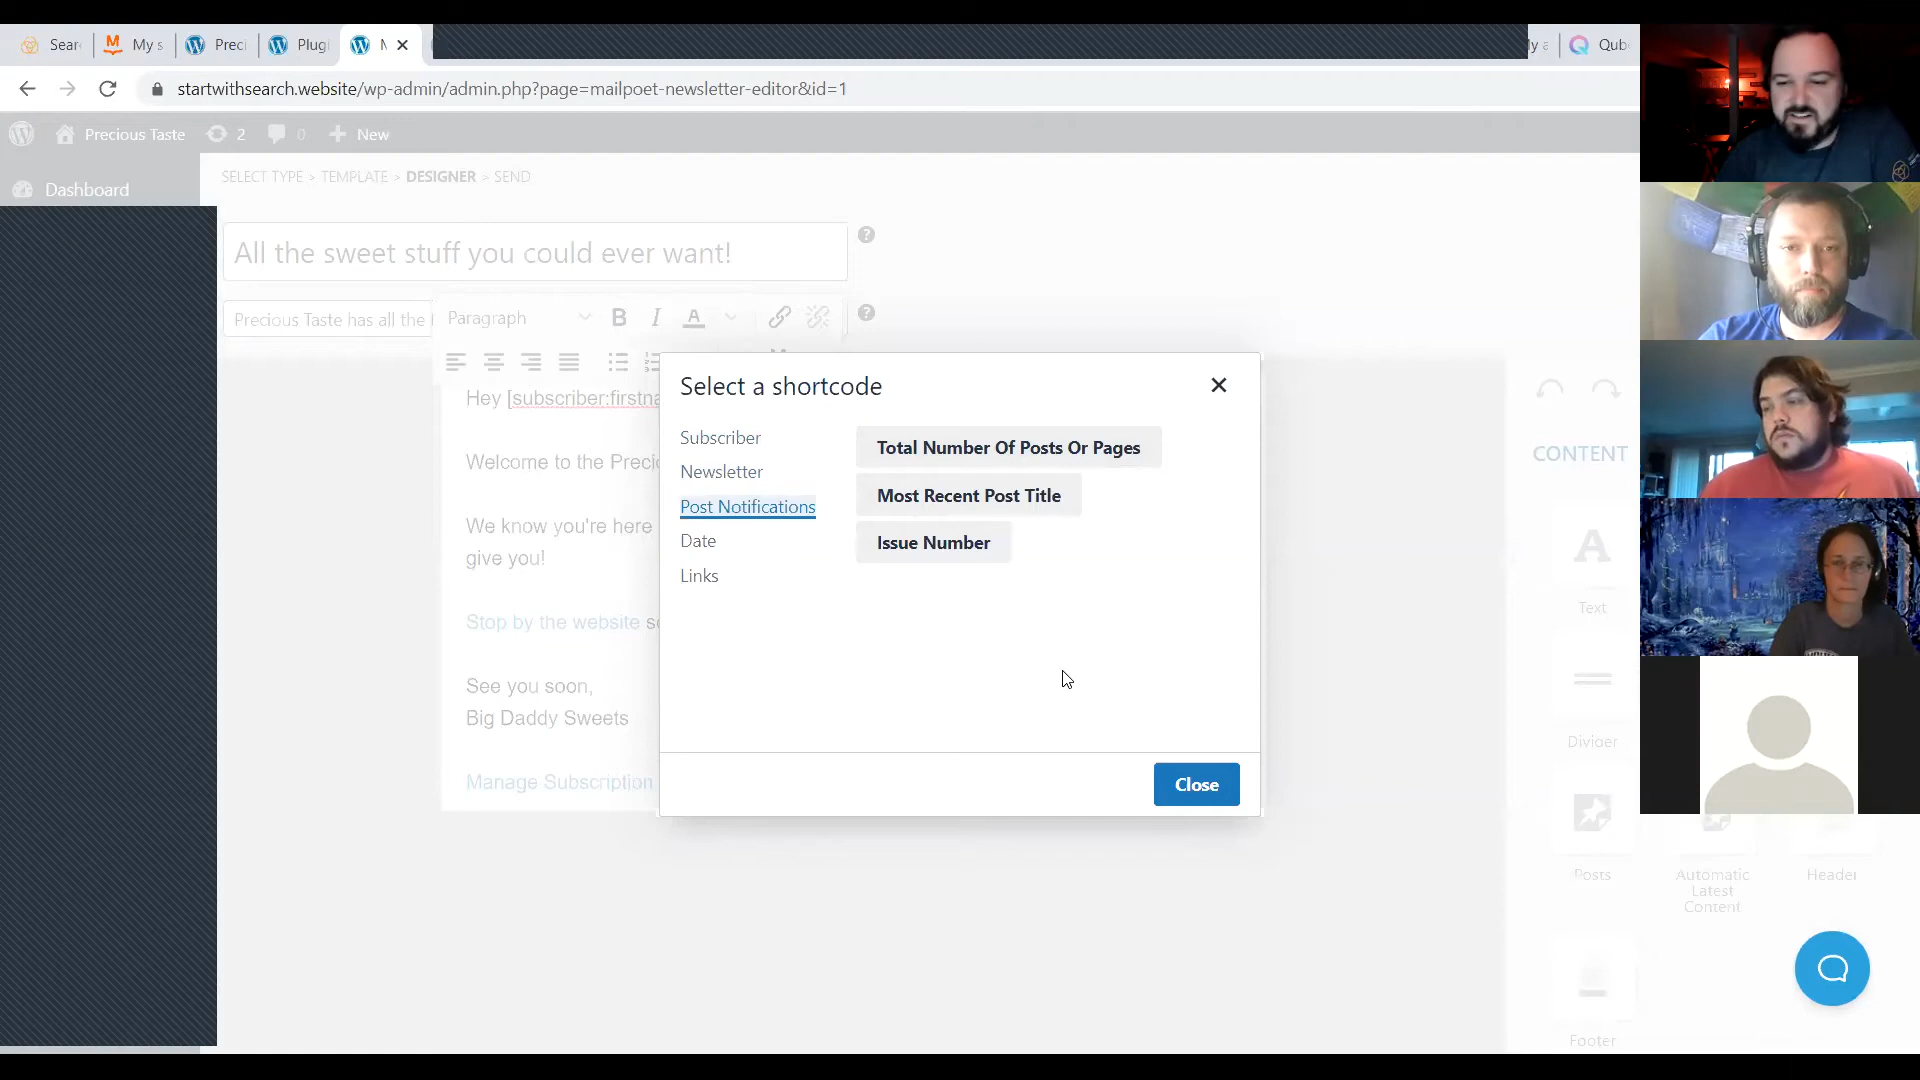 Sear
My s
Preci
Plugi
N
y a
Qub
startwithsearch.website/wp-admin/admin.php?page=mailpoet-newsletter-editor&id=1
Precious Taste
2
0
New
Dashboard
SELECT TYPE > TEMPLATE > DESIGNER > SEND
All the sweet stuff you could ever want!
Precious Taste has all the
Paragraph
B
I
A
Hey [subscriber:firstna
Welcome to the Precio
We know you're here
give you!
Stop by the website so
See you soon,
Big Daddy Sweets
Manage Subscription
Select a shortcode
Subscriber
Newsletter
Post Notifications
Date
Links
Total Number Of Posts Or Pages
Most Recent Post Title
Issue Number
Close
CONTENT
A
Text
Divider
Posts
Automatic
Latest
Content
Header
Footer